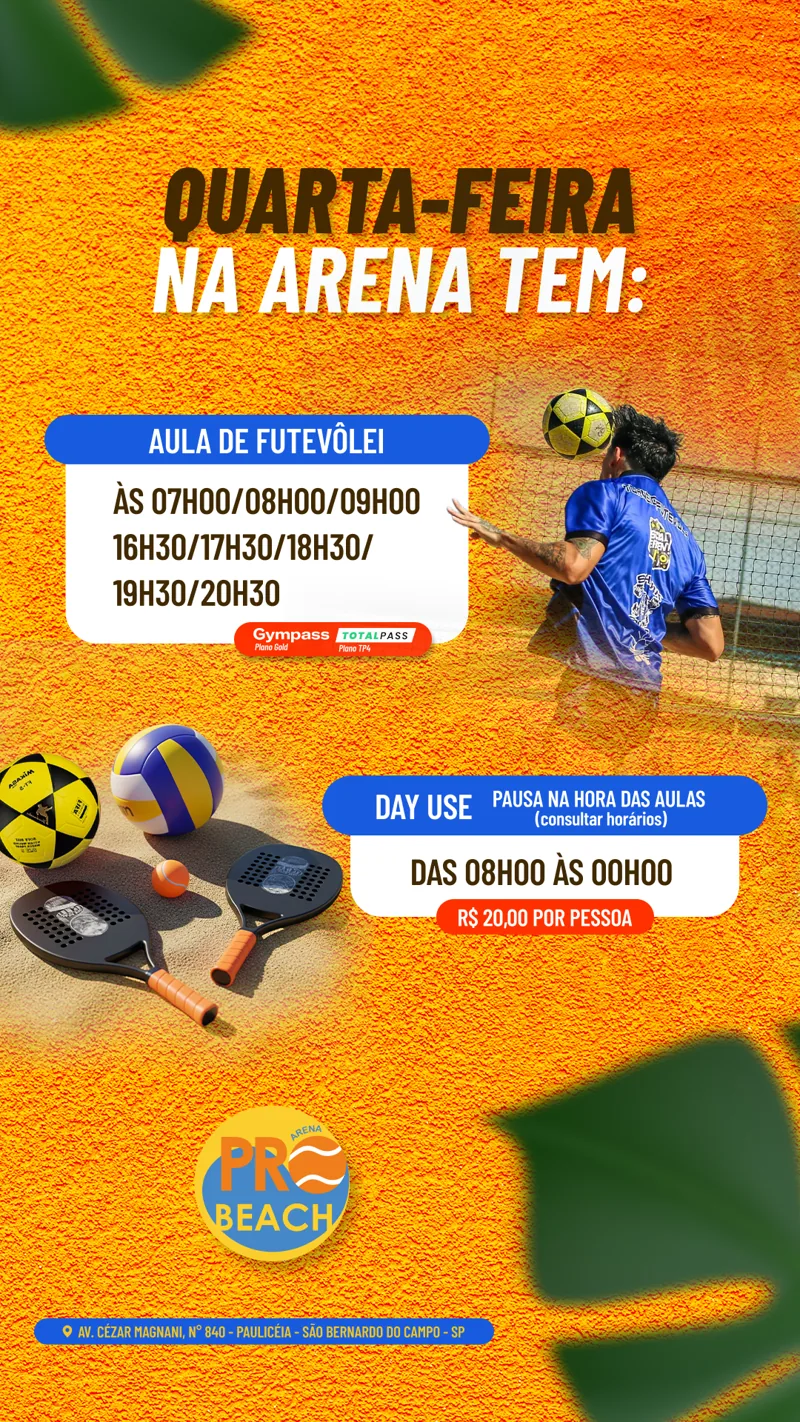 QUARTA-FEIRA
NA ARENA TEM:
AULA DE FUTEVÔLEI
ÀS 07H00/08H00/09H00
16H30/17H30/18H30/
19H30/20H30
Gympass
Plano Gold
TOTALPASS
Plano TP4
DAY USE
PAUSA NA HORA DAS AULAS
(consultar horários)
DAS 08H00 ÀS 00H00
R$ 20,00 POR PESSOA
ARENA
PRO
BEACH
AV. CÉZAR MAGNANI, N° 840 - PAULICÉIA - SÃO BERNARDO DO CAMPO - SP